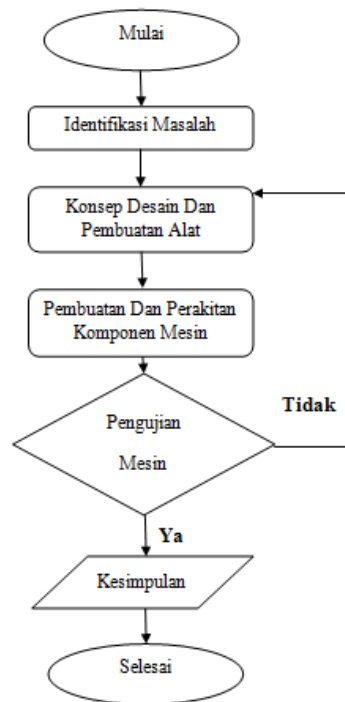 Mulai
Identifikasi Masalah
Konsep Desain Dan
Pembuatan Alat
Pembuatan Dan Perakitan
Komponen Mesin
Pengujian
Mesin
Tidak
Ya
Kesimpulan
Selesai